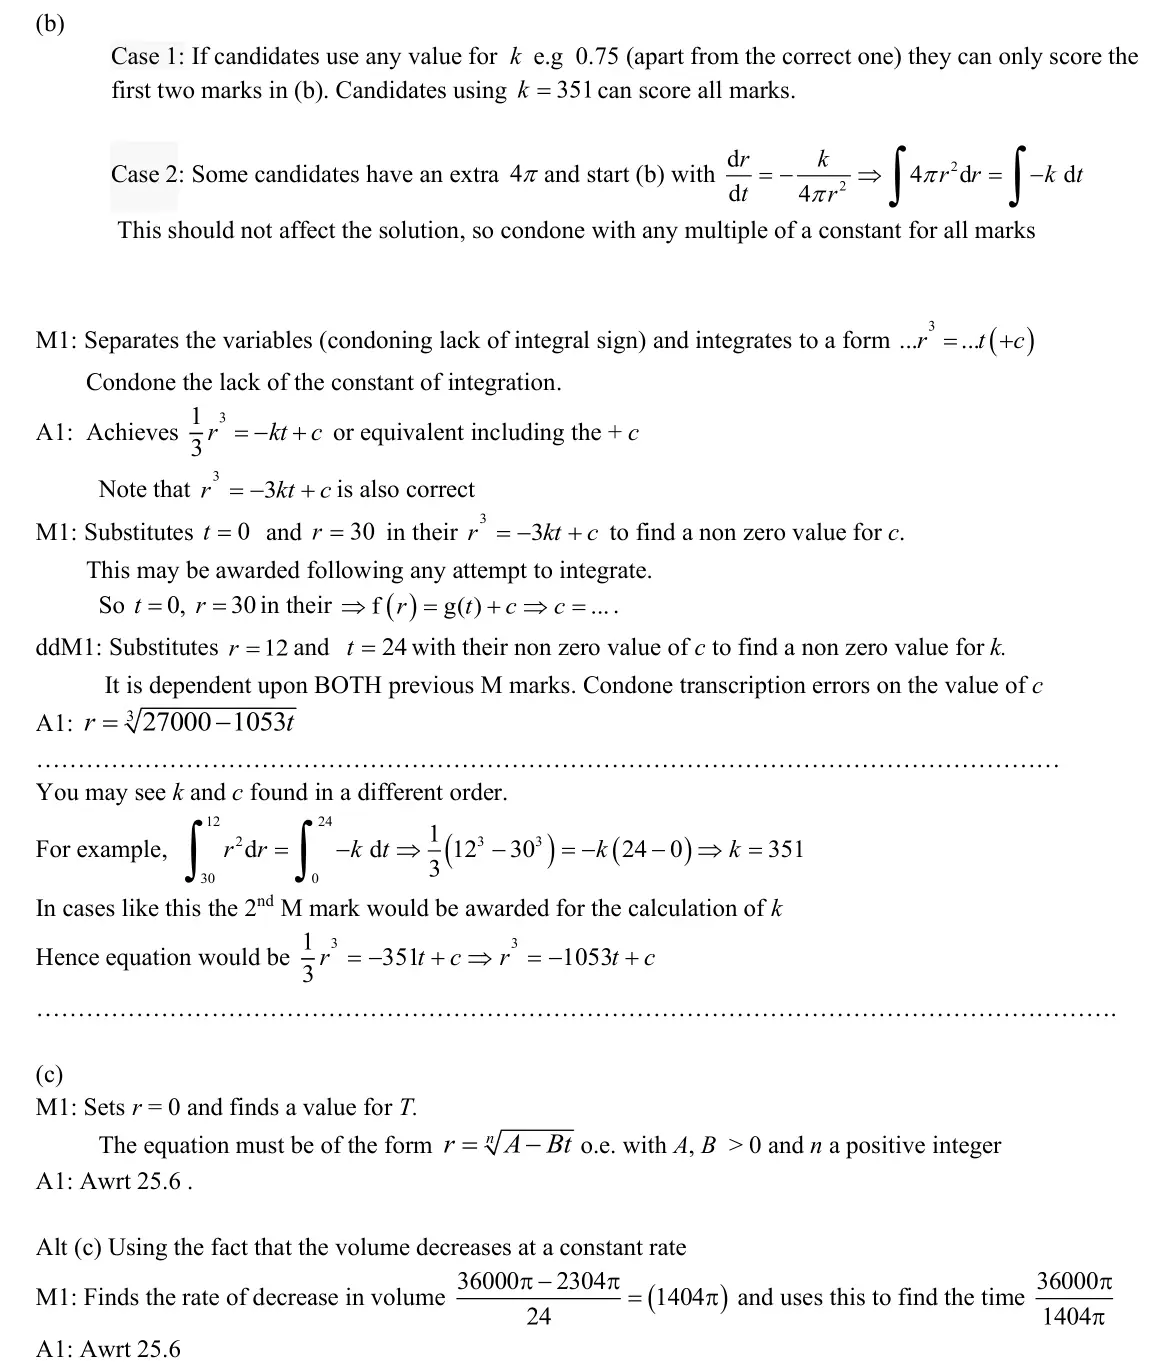 (b)
Case 1: If candidates use any value for k e.g 0.75 (apart from the correct one) they can only score the
first two marks in (b). Candidates using k = 351 can score all marks.
Case 2: Some candidates have an extra 4π and start (b) with dr/dt = −k/(4πr²) ⇒ ∫4πr²dr = ∫−k dt
This should not affect the solution, so condone with any multiple of a constant for all marks
M1: Separates the variables (condoning lack of integral sign) and integrates to a form ...r³ = ...t(+c)
Condone the lack of the constant of integration.
A1: Achieves 1/3 r³ = −kt + c or equivalent including the + c
Note that r³ = −3kt + c is also correct
M1: Substitutes t = 0 and r = 30 in their r³ = −3kt + c to find a non zero value for c.
This may be awarded following any attempt to integrate.
So t = 0, r = 30 in their ⇒ f(r) = g(t) + c ⇒ c = ... .
ddM1: Substitutes r = 12 and t = 24 with their non zero value of c to find a non zero value for k.
It is dependent upon BOTH previous M marks. Condone transcription errors on the value of c
A1: r = ∛(27000 − 1053t)
………………………………………………………………………………………………………………
You may see k and c found in a different order.
For example, ∫₃₀¹² r²dr = ∫₀²⁴ −k dt ⇒ 1/3(12³ − 30³) = −k(24 − 0) ⇒ k = 351
In cases like this the 2nd M mark would be awarded for the calculation of k
Hence equation would be 1/3 r³ = −351t + c ⇒ r³ = −1053t + c
…………………………………………………………………………………………………………………….
(c)
M1: Sets r = 0 and finds a value for T.
The equation must be of the form r = ⁿ√(A − Bt) o.e. with A, B > 0 and n a positive integer
A1: Awrt 25.6 .
Alt (c) Using the fact that the volume decreases at a constant rate
M1: Finds the rate of decrease in volume (36000π − 2304π)/24 = (1404π) and uses this to find the time 36000π/1404π
A1: Awrt 25.6